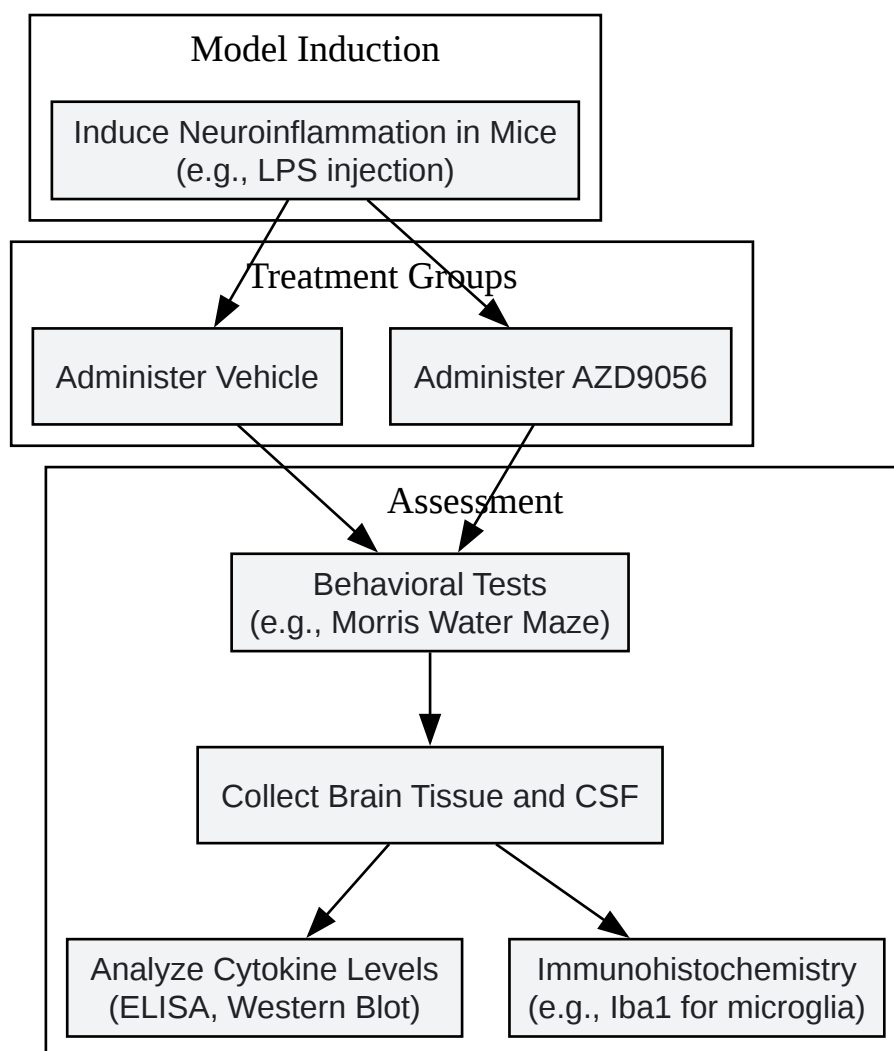 Model Induction
Induce Neuroinflammation in Mice
(e.g., LPS injection)
Treatment Groups
Administer Vehicle
Administer AZD9056
Assessment
Behavioral Tests
(e.g., Morris Water Maze)
Collect Brain Tissue and CSF
Analyze Cytokine Levels
(ELISA, Western Blot)
Immunohistochemistry
(e.g., Iba1 for microglia)